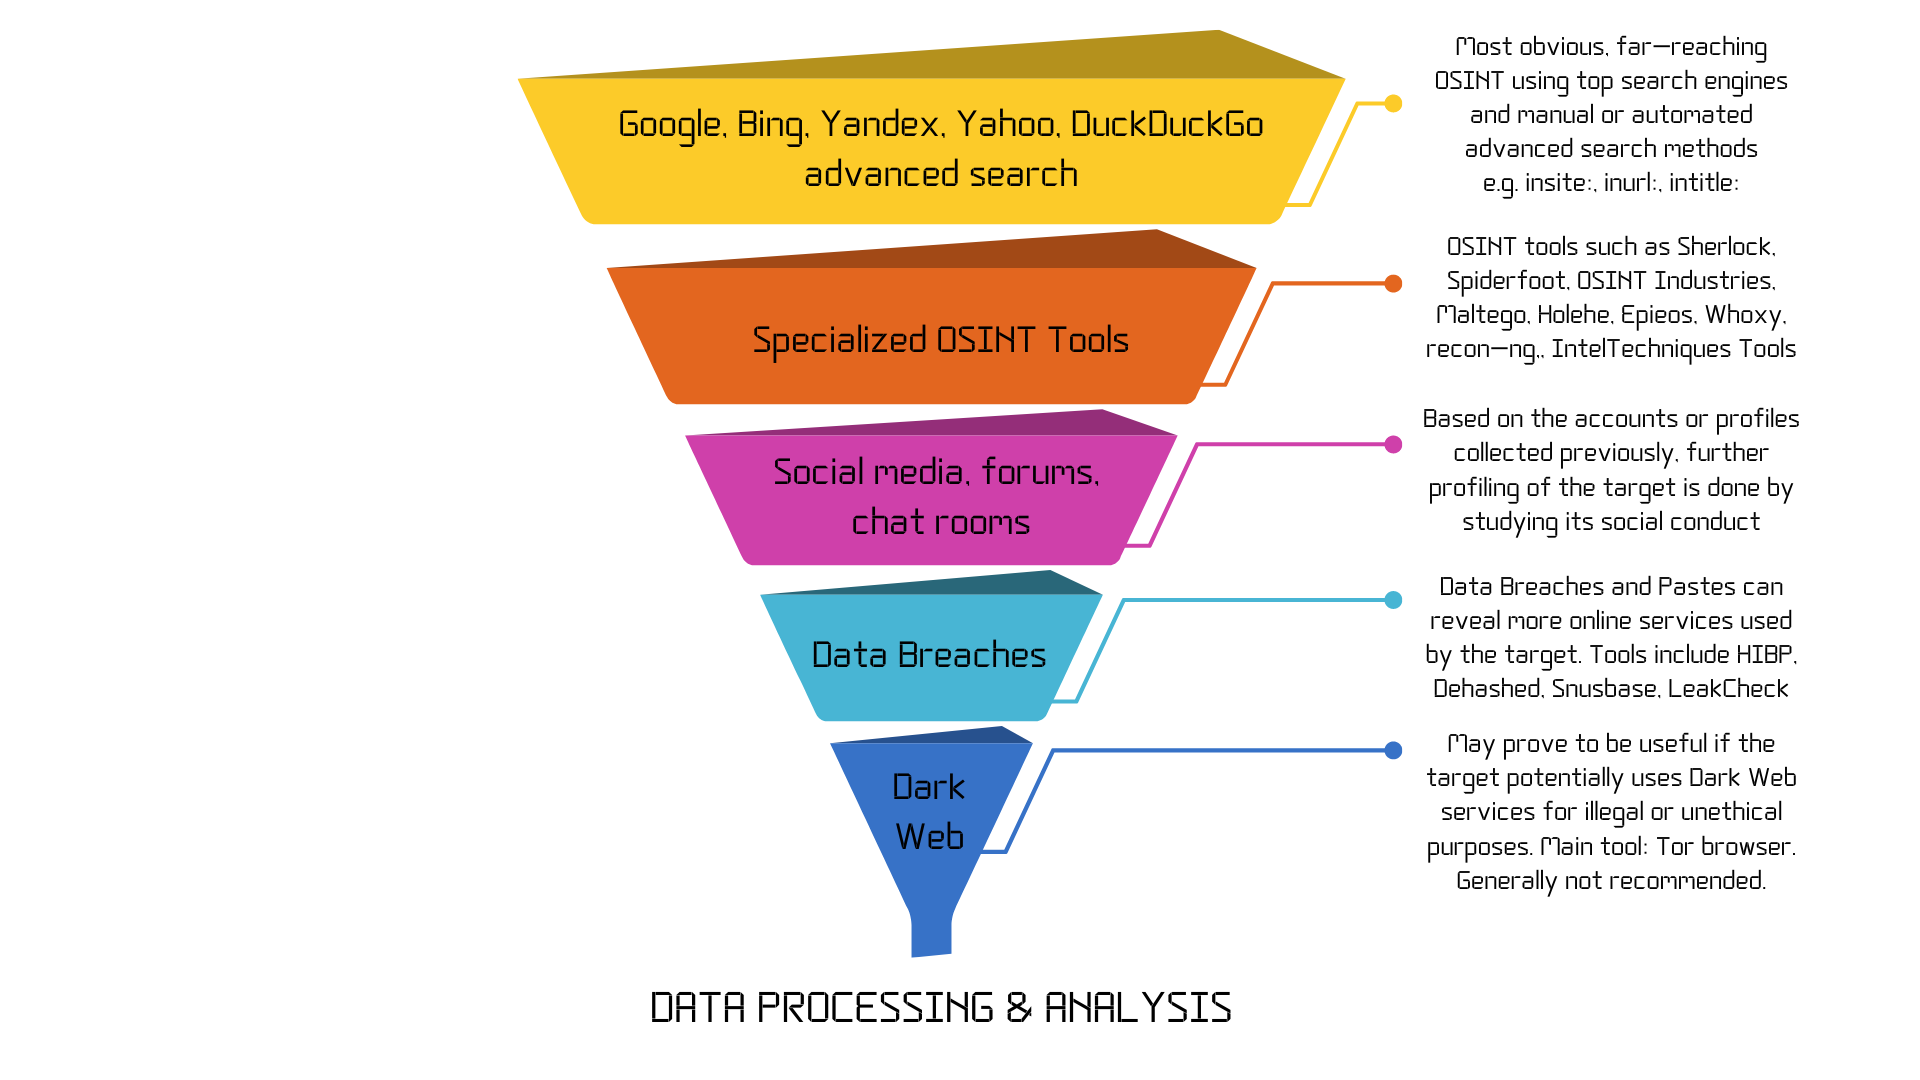 Google, Bing, Yandex, Yahoo, DuckDuckGo
advanced search
Most obvious, far-reaching
OSINT using top search engines
and manual or automated
advanced search methods
e.g. insite:, inurl:, intitle:
Specialized OSINT Tools
OSINT tools such as Sherlock,
Spiderfoot, OSINT Industries,
Maltego, Holehe, Epieos, Whoxy,
recon-ng,, IntelTechniques Tools
Social media, forums,
chat rooms
Based on the accounts or profiles
collected previously, further
profiling of the target is done by
studying its social conduct
Data Breaches
Data Breaches and Pastes can
reveal more online services used
by the target. Tools include HIBP,
Dehashed, Snusbase, LeakCheck
Dark
Web
May prove to be useful if the
target potentially uses Dark Web
services for illegal or unethical
purposes. Main tool: Tor browser.
Generally not recommended.
DATA PROCESSING & ANALYSIS